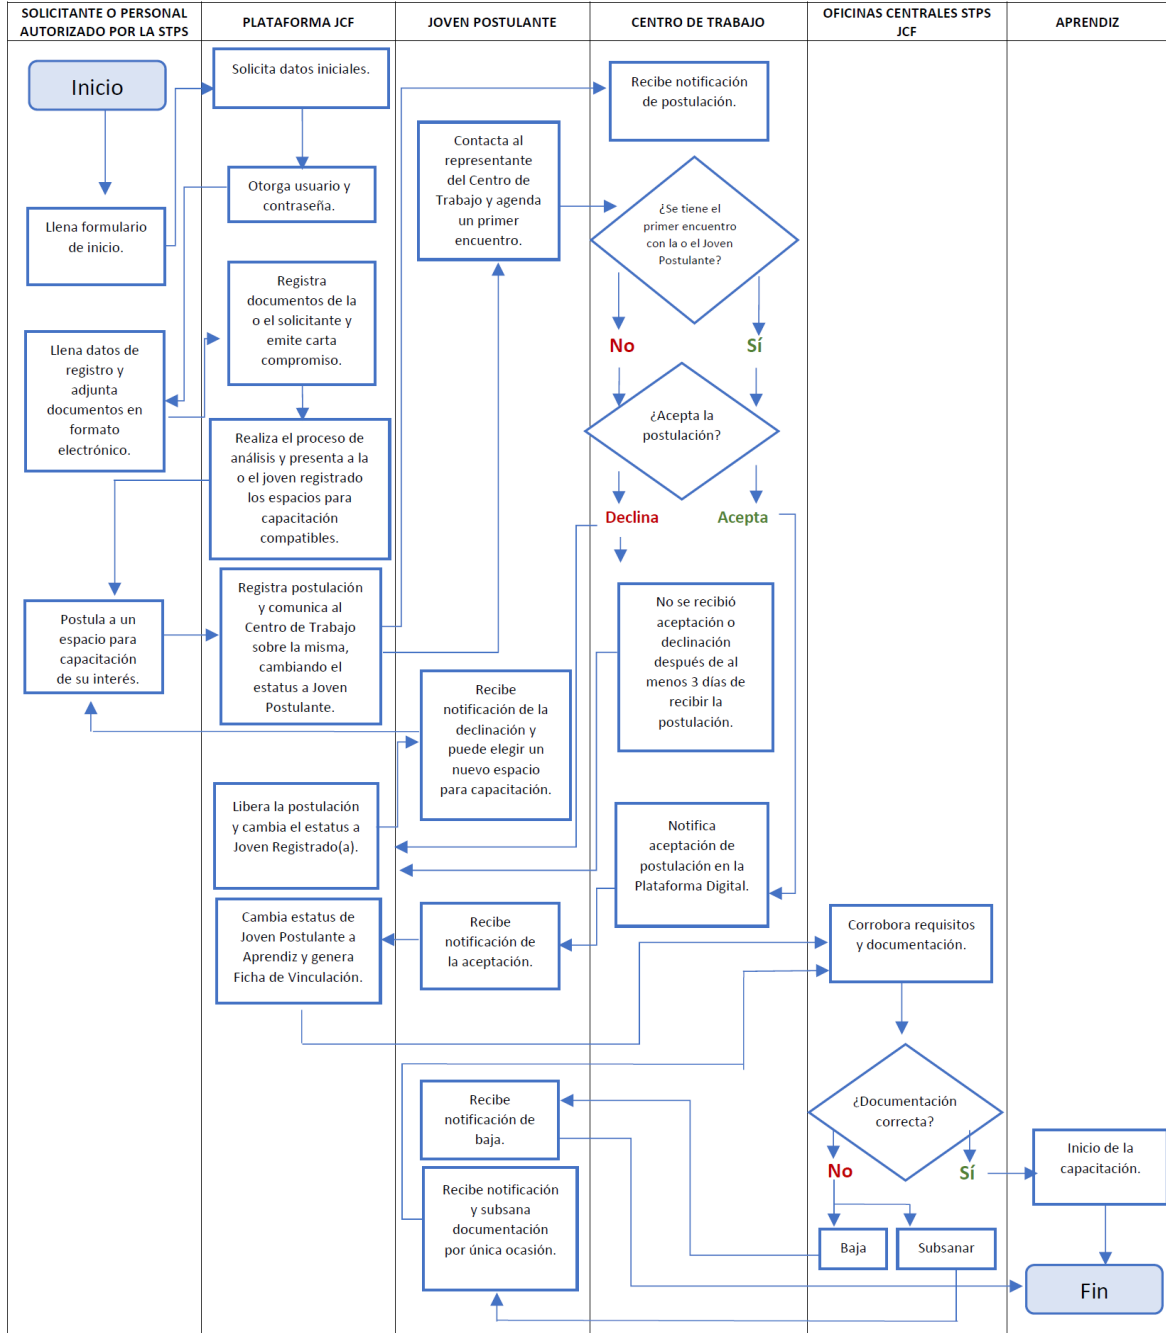 SOLICITANTE O PERSONAL
AUTORIZADO POR LA STPS
PLATAFORMA JCF
JOVEN POSTULANTE
CENTRO DE TRABAJO
OFICINAS CENTRALES STPS
JCF
APRENDIZ
Inicio
Solicita datos iniciales.
Recibe notificación
de postulación.
Contacta al
representante
del Centro de
Trabajo y agenda
un primer
encuentro.
Otorga usuario y
contraseña.
Llena formulario
de inicio.
¿Se tiene el
primer encuentro
con la o el Joven
Postulante?
Registra
documentos de la
o el solicitante y
emite carta
compromiso.
No
Sí
Llena datos de
registro y
adjunta
documentos en
formato
electrónico.
¿Acepta la
postulación?
Realiza el proceso de
análisis y presenta a la
o el joven registrado
los espacios para
capacitación
compatibles.
Declina
Acepta
Postula a un
espacio para
capacitación
de su interés.
Registra postulación
y comunica al
Centro de Trabajo
sobre la misma,
cambiando el
estatus a Joven
Postulante.
No se recibió
aceptación o
declinación
después de al
menos 3 días de
recibir la
postulación.
Recibe
notificación de la
declinación y
puede elegir un
nuevo espacio
para capacitación.
Libera la postulación
y cambia el estatus a
Joven Registrado(a).
Notifica
aceptación de
postulación en la
Plataforma Digital.
Cambia estatus de
Joven Postulante a
Aprendiz y genera
Ficha de Vinculación.
Recibe
notificación de
la aceptación.
Corrobora requisitos
y documentación.
¿Documentación
correcta?
Recibe
notificación de
baja.
No
Sí
Inicio de la
capacitación.
Recibe notificación
y subsana
documentación
por única ocasión.
Baja
Subsanar
Fin